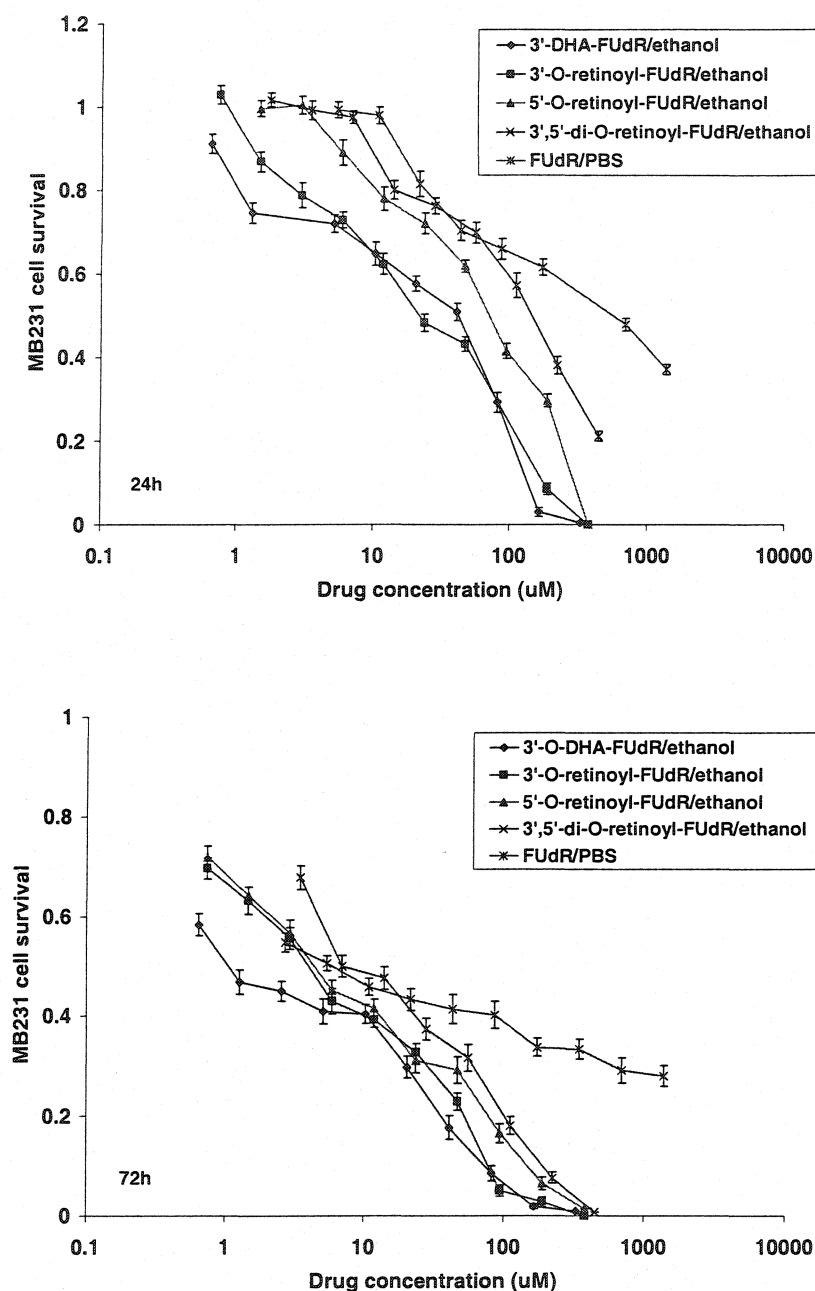 3'-DHA-FUdR/ethanol
3'-O-retinoyl-FUdR/ethanol
5'-O-retinoyl-FUdR/ethanol
3',5'-di-O-retinoyl-FUdR/ethanol
FUdR/PBS
MB231 cell survival
1.2
1
0.8
0.6
0.4
0.2
0
24h
0.1
1
10
100
1000
10000
Drug concentration (uM)
3'-O-DHA-FUdR/ethanol
3'-O-retinoyl-FUdR/ethanol
5'-O-retinoyl-FUdR/ethanol
3',5'-di-O-retinoyl-FUdR/ethanol
FUdR/PBS
MB231 cell survival
1
0.8
0.6
0.4
0.2
0
72h
0.1
1
10
100
1000
10000
Drug concentration (uM)